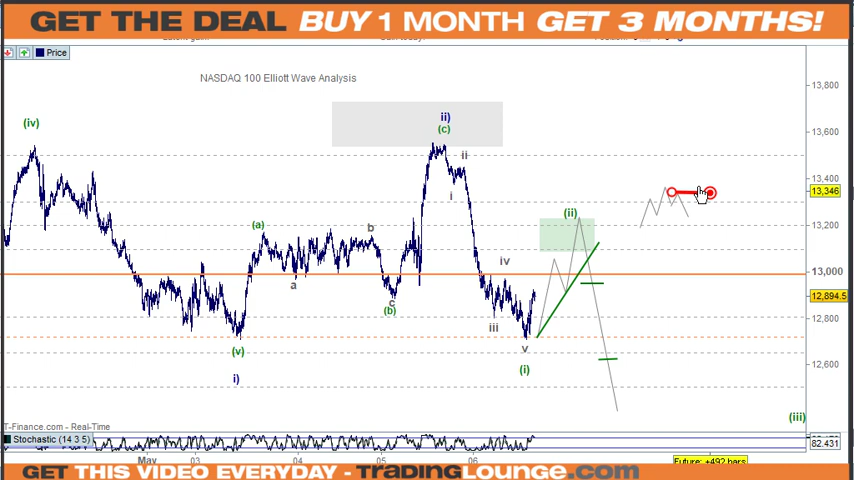 GET THE DEAL BUY 1 MONTH GET 3 MONTHS!
Price
NASDAQ 100 Elliott Wave Analysis
13,800
ii)
(iv)
(c)
13,600
ii
13,400
i
13,346
(ii)
(a)
b
13,200
iv
a
13,000
c
(b)
12,894.5
iii
12,800
v
(v)
12,600
(i)
i)
(iii)
T-Finance.com - Real-Time
Stochastic (14 3 5)
82.431
May 03 04 05 06
Future: +492 bars
GET THIS VIDEO EVERYDAY - TradingLounge.com